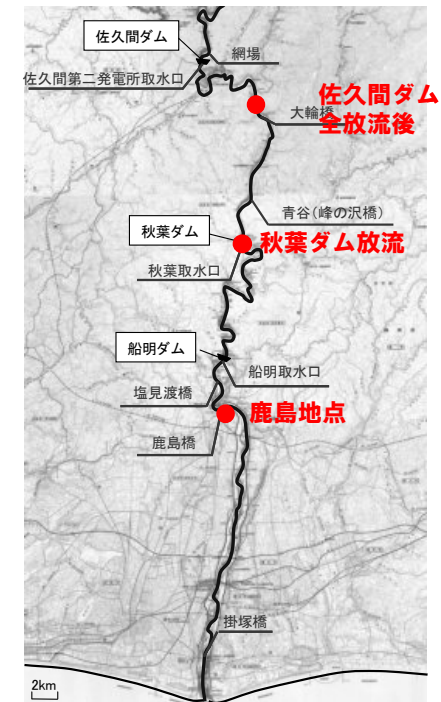 佐久間ダム
網場
佐久間第二発電所取水口
佐久間ダム
全放流後
大輪橋
青谷(峰の沢橋)
秋葉ダム
秋葉ダム放流
秋葉取水口
船明ダム
船明取水口
塩見渡橋
鹿島地点
鹿島橋
掛塚橋
2km